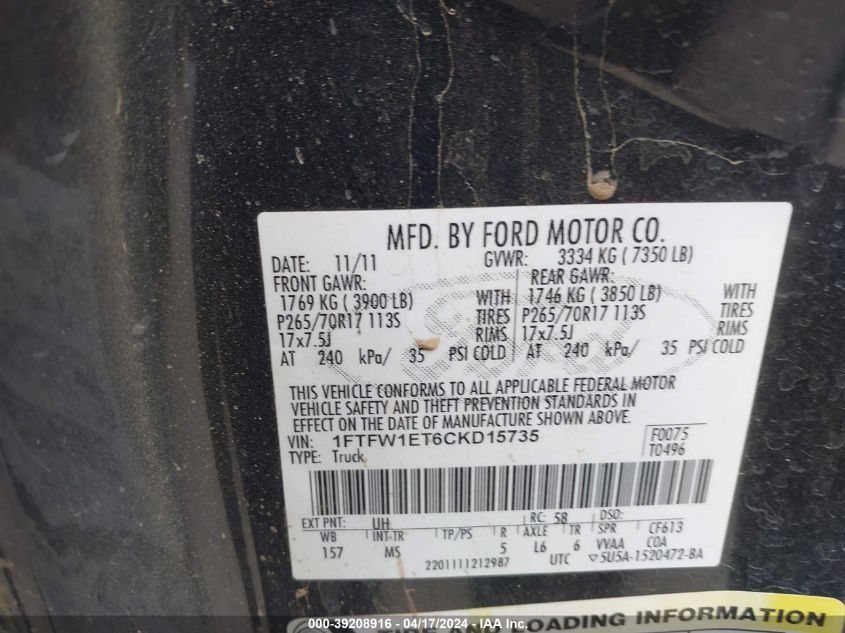 MFD. BY FORD MOTOR CO.
DATE: 11/11 GVWR: 3334 KG ( 7350 LB)
FRONT GAWR: REAR GAWR:
1769 KG ( 3900 LB) WITH 1746 KG ( 3850 LB) WITH
P265/70R17 113S TIRES P265/70R17 113S TIRES
17x7.5J RIMS 17x7.5J RIMS
AT 240 kPa/ 35 PSI COLD AT 240 kPa/ 35 PSI COLD
THIS VEHICLE CONFORMS TO ALL APPLICABLE FEDERAL MOTOR
VEHICLE SAFETY AND THEFT PREVENTION STANDARDS IN
EFFECT ON THE DATE OF MANUFACTURE SHOWN ABOVE.
VIN: 1FTFW1ET6CKD15735 F0075
TYPE: Truck T0496
EXT PNT: UH RC: 58 DSO:
WB INT TR TP/PS R AXLE TR SPR CF613
157 MS 5 L6 6 VVAA COA
2201111212987 UTC ▽5U5A-1520472-BA
TIRE AND LOADING INFORMATION
000-39208916 - 04/17/2024 - IAA Inc.